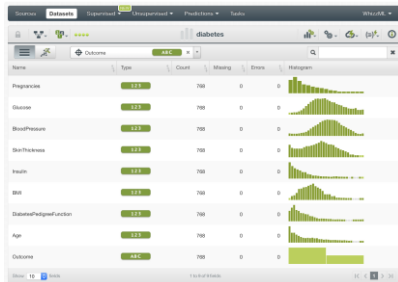 Sources Datasets Supervised Unsupervised Predictions Tasks WhizzML
diabetes
Outcome ABC x
Name Type Count Missing Errors Histogram
Pregnancies 123 768 0 0
Glucose 123 768 0 0
BloodPressure 123 768 0 0
SkinThickness 123 768 0 0
Insulin 123 768 0 0
BMI 123 768 0 0
DiabetesPedigreeFunction 123 768 0 0
Age 123 768 0 0
Outcome ABC 768 0 0
Show 10 fields 1 to 9 of 9 fields 1